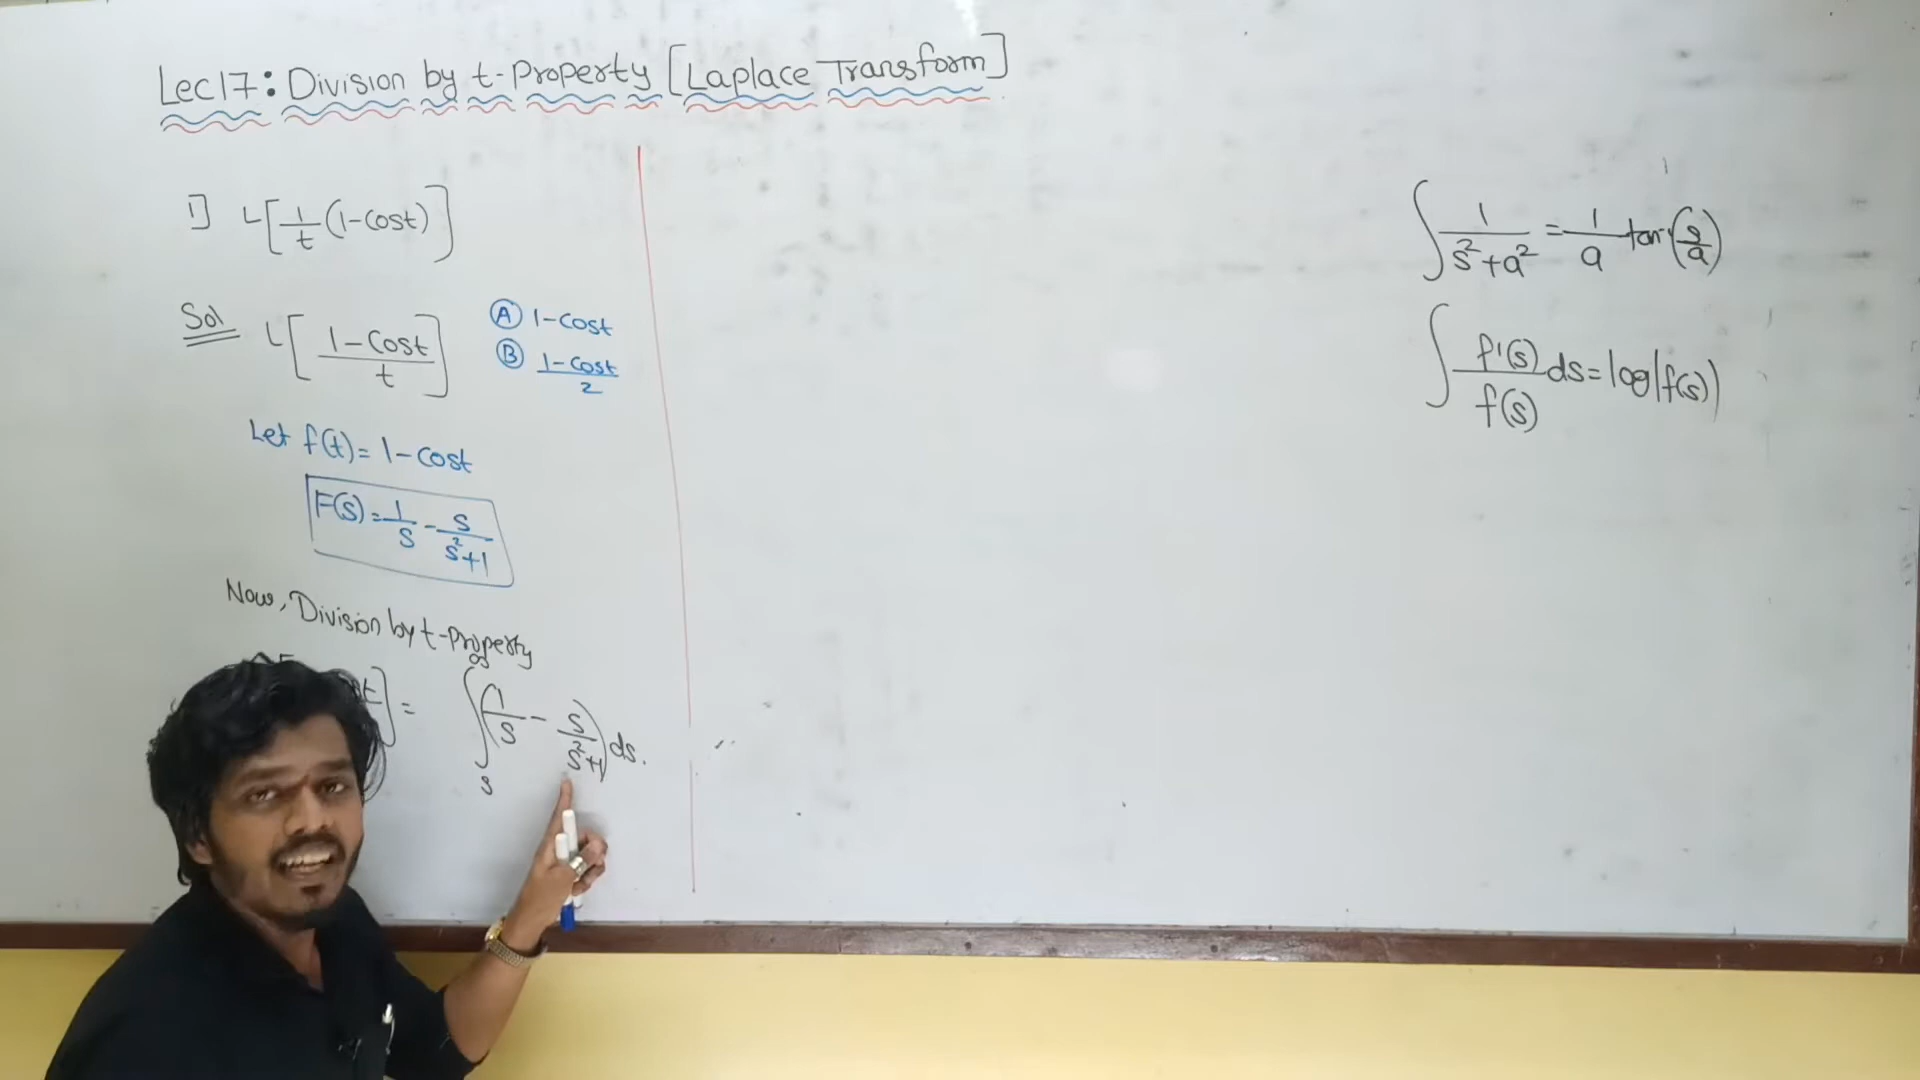 Lec17: Division by t-Property [Laplace Transform]
1] L[1/t (1-cost)]
Sol L[(1-cost)/t]
Ⓐ 1-cost
Ⓑ (1-cost)/2
Let f(t) = 1-cost
F(s) = 1/s - s/(s²+1)
Now, Division by t-Property
] = ∫_s^∞ (1/s - s/(s²+1)) ds.
∫ 1/(s²+a²) = 1/a tan⁻(s/a)
∫ f'(s)/f(s) ds = log|f(s)|